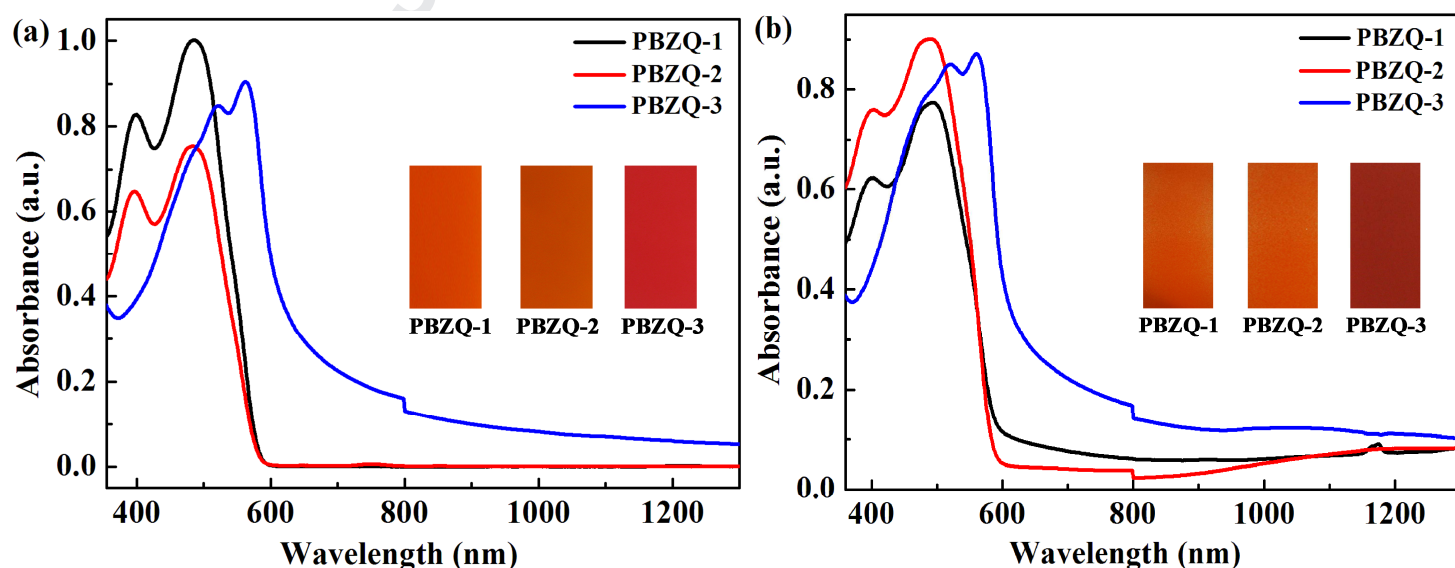 (a)
PBZQ-1
PBZQ-2
PBZQ-3
1.0
0.8
0.6
0.4
0.2
0.0
Absorbance (a.u.)
PBZQ-1 PBZQ-2 PBZQ-3
400 600 800 1000 1200
Wavelength (nm)
(b)
PBZQ-1
PBZQ-2
PBZQ-3
0.8
0.6
0.4
0.2
0.0
Absorbance (a.u.)
PBZQ-1 PBZQ-2 PBZQ-3
400 600 800 1000 1200
Wavelength (nm)